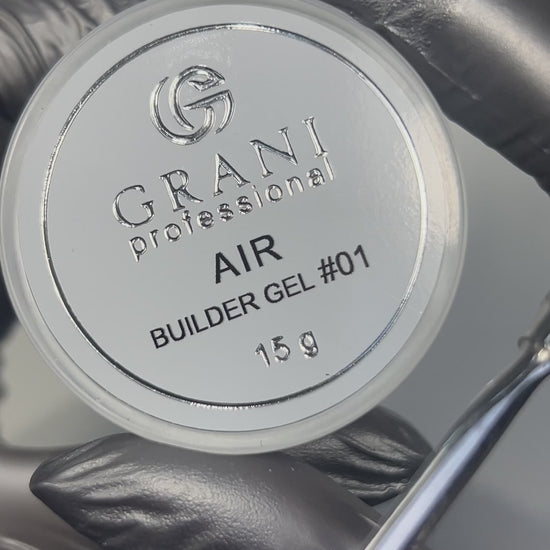 GRANI
professional
AIR
BUILDER GEL #01
15 g